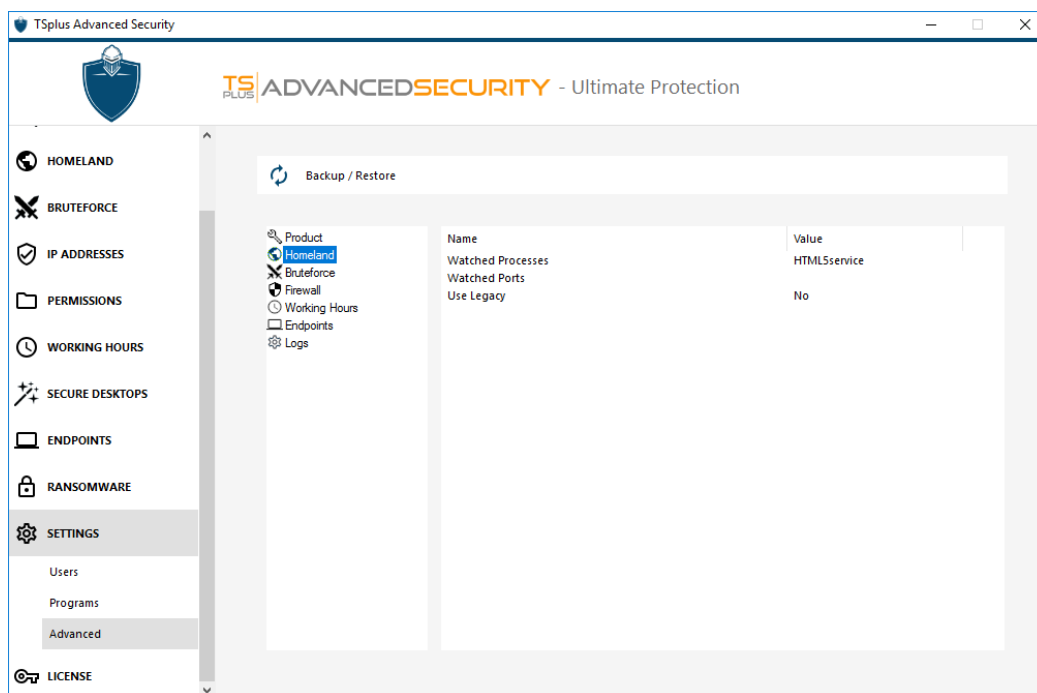 TSplus Advanced Security
TS PLUS ADVANCEDSECURITY - Ultimate Protection
HOMELAND
BRUTEFORCE
IP ADDRESSES
PERMISSIONS
WORKING HOURS
SECURE DESKTOPS
ENDPOINTS
RANSOMWARE
SETTINGS
Users
Programs
Advanced
LICENSE
Backup / Restore
Product
Homeland
Bruteforce
Firewall
Working Hours
Endpoints
Logs
Name Value
Watched Processes HTML5service
Watched Ports
Use Legacy No